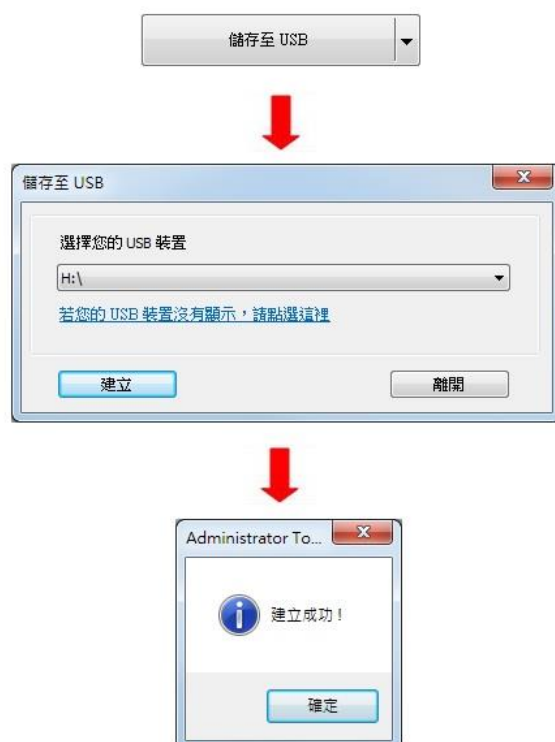 儲存至 USB
儲存至 USB
選擇您的 USB 裝置
H:\
若您的 USB 裝置沒有顯示，請點選這裡
建立
離開
Administrator To...
建立成功！
確定